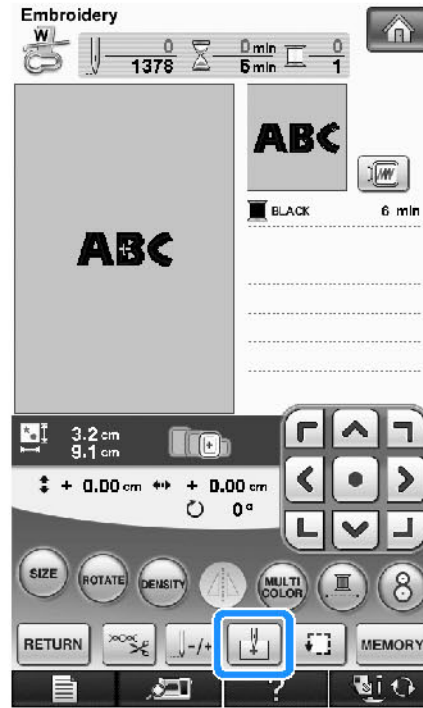 Embroidery
W
0 0 min 0
1378 6 min 1
ABC
ABC
BLACK 6 min
3.2 cm
9.1 cm
+ 0.00 cm + 0.00 cm
0°
SIZE ROTATE DENSITY MULTI COLOR 8
RETURN -/+ MEMORY
?